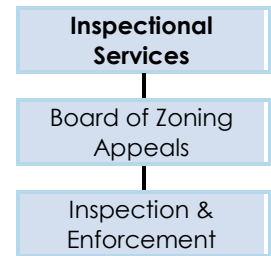 Inspectional
Services
Board of Zoning
Appeals
Inspection &
Enforcement